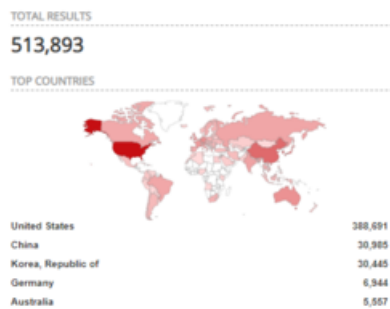 TOTAL RESULTS
513,893
TOP COUNTRIES
United States 388,691
China 30,985
Korea, Republic of 30,445
Germany 6,944
Australia 5,557